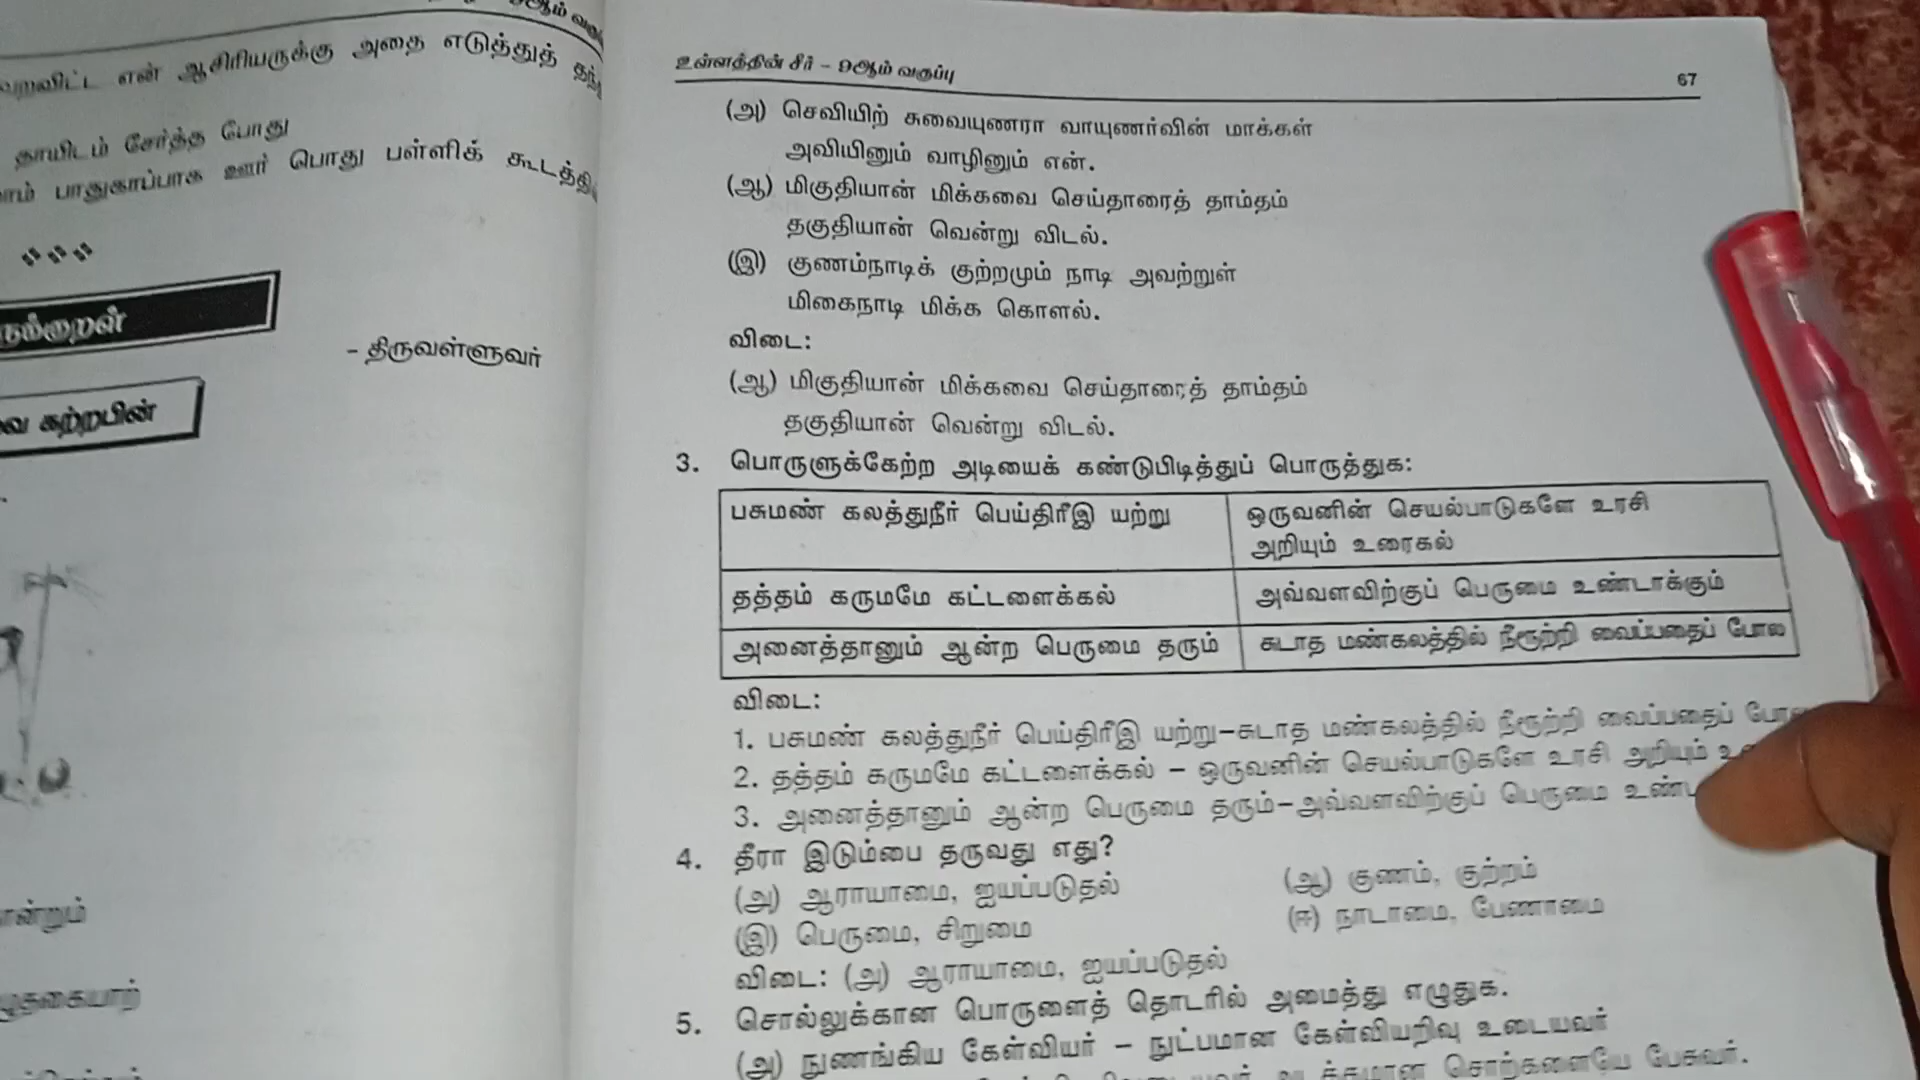 என் ஆசிரியருக்கு அதை எடுத்துத்
தாயிடம் சேர்த்த போது
பாதுகாப்பாக ஊர் பொது பள்ளிக்
- திருவள்ளுவர்
கற்றபின்
உள்ளத்தின் சீர் – 9ஆம் வகுப்பு
67
(அ) செவியிற் சுவையுணரா வாயுணர்வின் மாக்கள்
அவியினும் வாழினும் என்.
(ஆ) மிகுதியான் மிக்கவை செய்தாரைத் தாம்தம்
தகுதியான் வென்று விடல்.
(இ) குணம்நாடிக் குற்றமும் நாடி அவற்றுள்
மிகைநாடி மிக்க கொளல்.
விடை:
(ஆ) மிகுதியான் மிக்கவை செய்தாரைத் தாம்தம்
தகுதியான் வென்று விடல்.
3. பொருளுக்கேற்ற அடியைக் கண்டுபிடித்துப் பொருத்துக:
பசுமண் கலத்துநீர் பெய்திரீஇ யற்று ஒருவனின் செயல்பாடுகளே உரசி
அறியும் உரைகல்
தத்தம் கருமமே கட்டளைக்கல் அவ்வளவிற்குப் பெருமை உண்டாக்கும்
அனைத்தானும் ஆன்ற பெருமை தரும் சுடாத மண்கலத்தில் நீரூற்றி வைப்பதைப் போல
விடை:
1. பசுமண் கலத்துநீர் பெய்திரீஇ யற்று–சுடாத மண்கலத்தில் நீரூற்றி வைப்பதைப்
2. தத்தம் கருமமே கட்டளைக்கல் – ஒருவனின் செயல்பாடுகளே உரசி அறியும்
3. அனைத்தானும் ஆன்ற பெருமை தரும்–அவ்வளவிற்குப் பெருமை
4. தீரா இடும்பை தருவது எது?
(அ) ஆராயாமை, ஐயப்படுதல் (ஆ) குணம், குற்றம்
(இ) பெருமை, சிறுமை (ஈ) நாடாமை, பேணாமை
விடை: (அ) ஆராயாமை, ஐயப்படுதல்
5. சொல்லுக்கான பொருளைத் தொடரில் அமைத்து எழுதுக.
(அ) நுணங்கிய கேள்வியர் – நுட்பமான கேள்வியறிவு உடையவர்
சொற்களையே பேசுவர்.